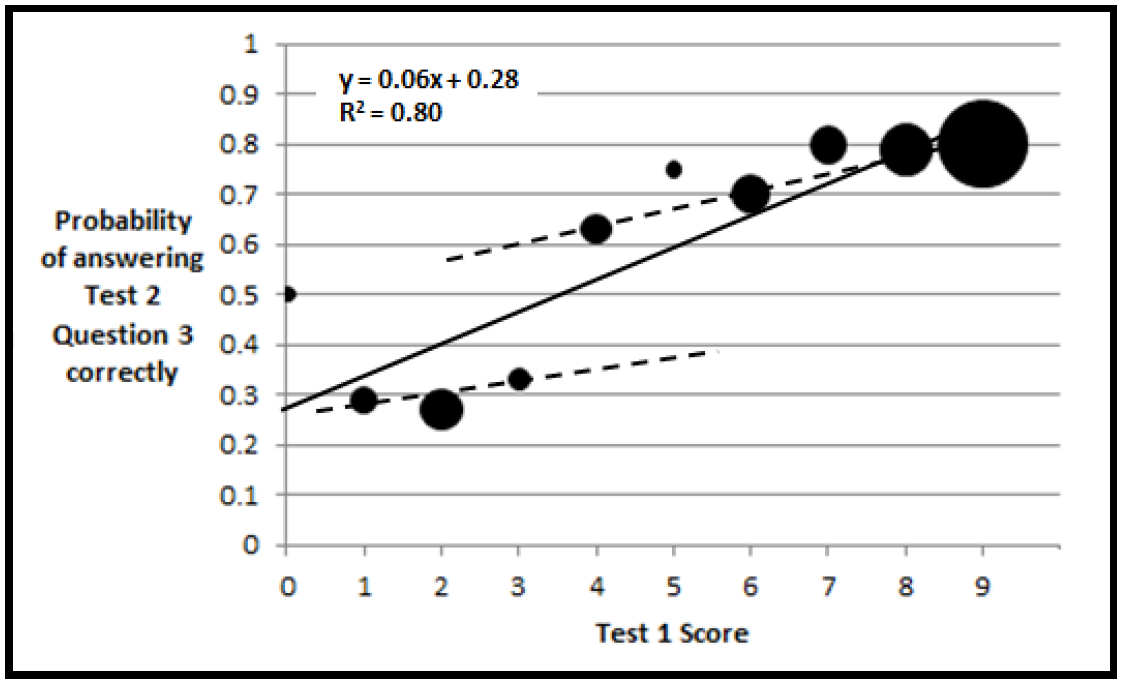 y = 0.06x + 0.28
R² = 0.80
1
0.9
0.8
0.7
0.6
0.5
0.4
0.3
0.2
0.1
0
Probability
of answering
Test 2
Question 3
correctly
0 1 2 3 4 5 6 7 8 9
Test 1 Score